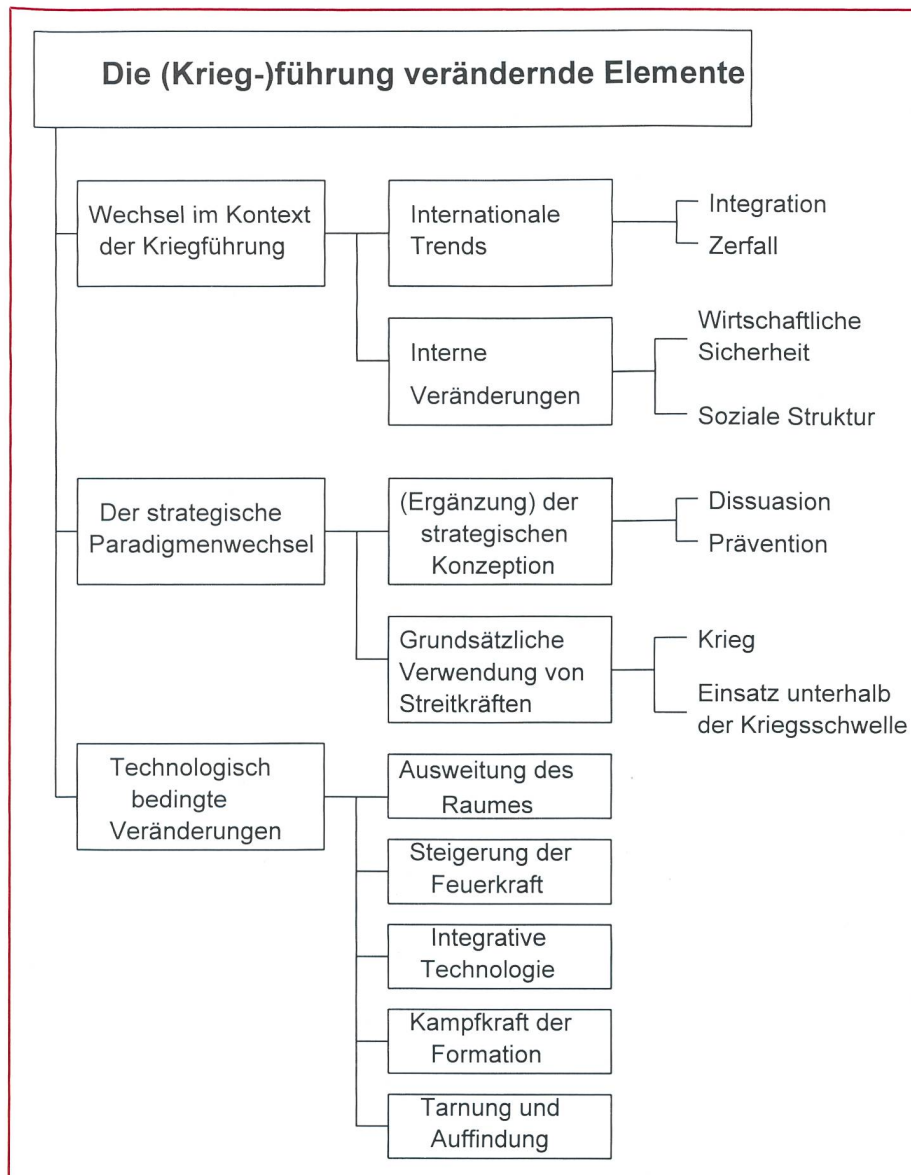 Die (Krieg-)führung verändernde Elemente
Wechsel im Kontext
der Kriegführung
Internationale
Trends
Integration
Zerfall
Interne
Veränderungen
Wirtschaftliche
Sicherheit
Soziale Struktur
Der strategische
Paradigmenwechsel
(Ergänzung) der
strategischen
Konzeption
Dissuasion
Prävention
Grundsätzliche
Verwendung von
Streitkräften
Krieg
Einsatz unterhalb
der Kriegsschwelle
Technologisch
bedingte
Veränderungen
Ausweitung des
Raumes
Steigerung der
Feuerkraft
Integrative
Technologie
Kampfkraft der
Formation
Tarnung und
Auffindung